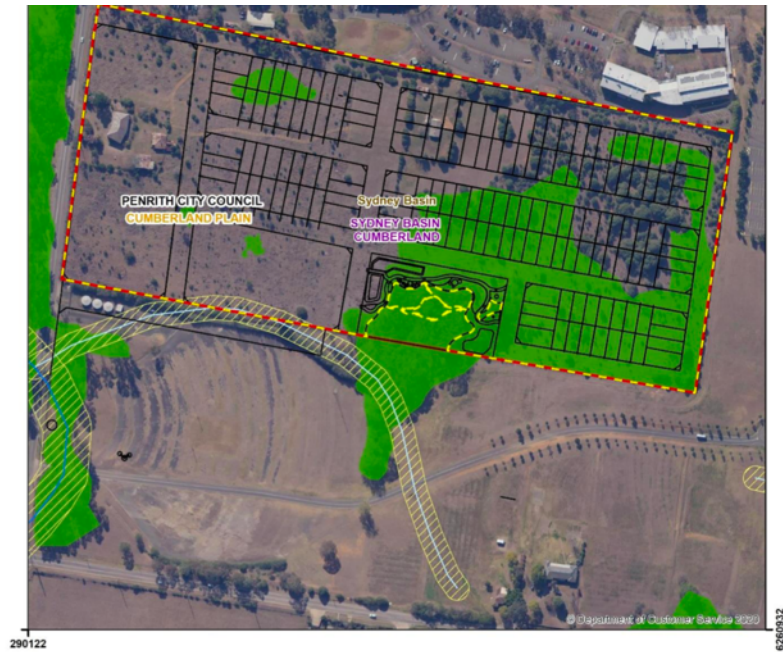 PENRITH CITY COUNCIL
CUMBERLAND PLAIN
Sydney Basin
SYDNEY BASIN
CUMBERLAND
© Department of Customer Service 2020
290122
6260932